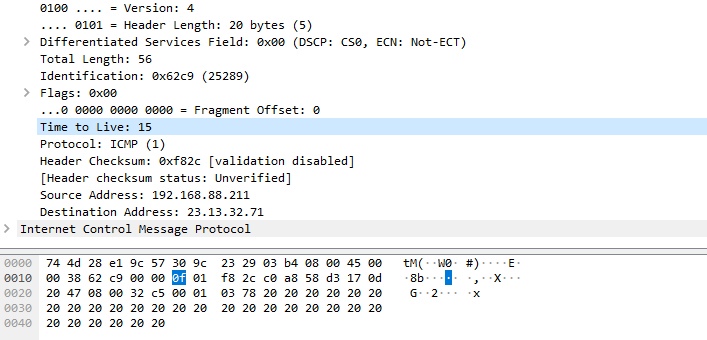 0100 .... = Version: 4
.... 0101 = Header Length: 20 bytes (5)
Differentiated Services Field: 0x00 (DSCP: CS0, ECN: Not-ECT)
Total Length: 56
Identification: 0x62c9 (25289)
Flags: 0x00
...0 0000 0000 0000 = Fragment Offset: 0
Time to Live: 15
Protocol: ICMP (1)
Header Checksum: 0xf82c [validation disabled]
[Header checksum status: Unverified]
Source Address: 192.168.88.211
Destination Address: 23.13.32.71
Internet Control Message Protocol
0000 74 4d 28 e1 9c 57 30 9c 23 29 03 b4 08 00 45 00 tM(··W0· #)····E·
0010 00 38 62 c9 00 00 0f 01 f8 2c c0 a8 58 d3 17 0d ·8b····· ·,··X···
0020 20 47 08 00 32 c5 00 01 03 78 20 20 20 20 20 20 G··2··· ·x
0030 20 20 20 20 20 20 20 20 20 20 20 20 20 20 20 20
0040 20 20 20 20 20 20